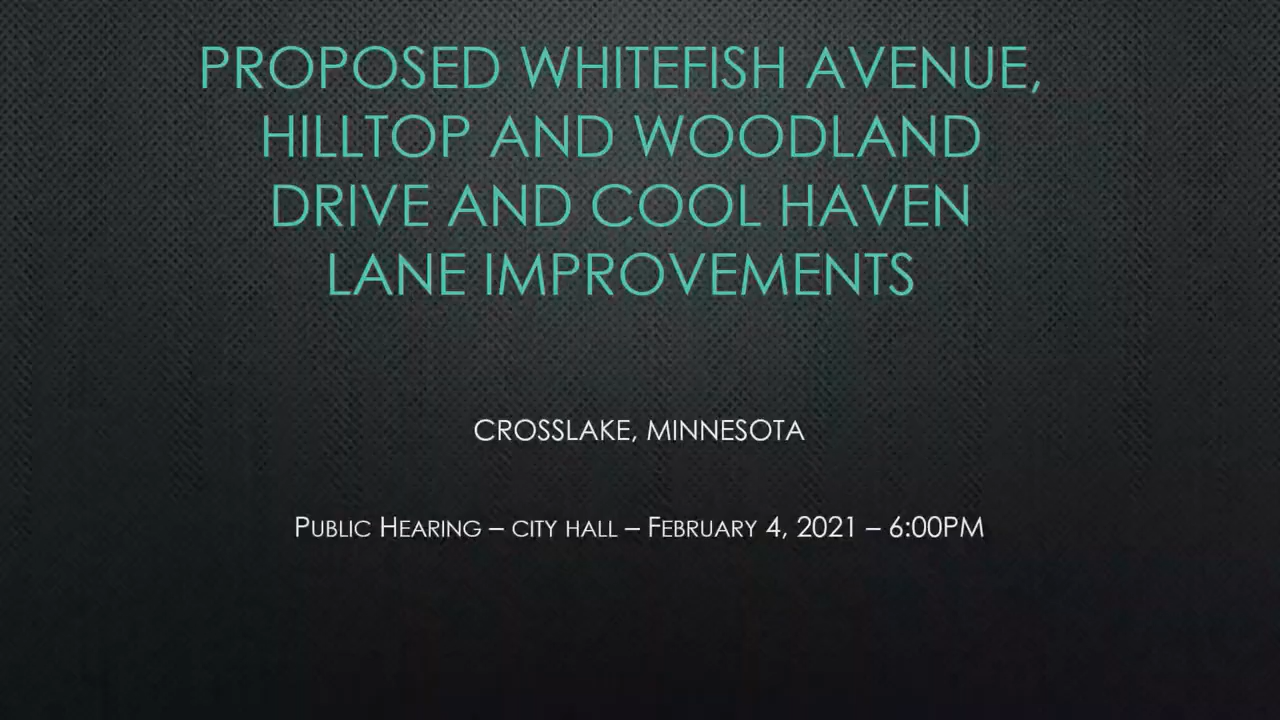 PROPOSED WHITEFISH AVENUE,
HILLTOP AND WOODLAND
DRIVE AND COOL HAVEN
LANE IMPROVEMENTS
CROSSLAKE, MINNESOTA
PUBLIC HEARING – CITY HALL – FEBRUARY 4, 2021 – 6:00PM